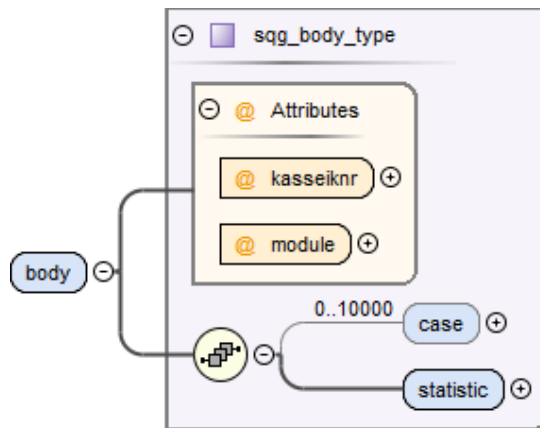 sqg_body_type
@ Attributes
@ kasseiknr
@ module
body
0..10000
case
statistic